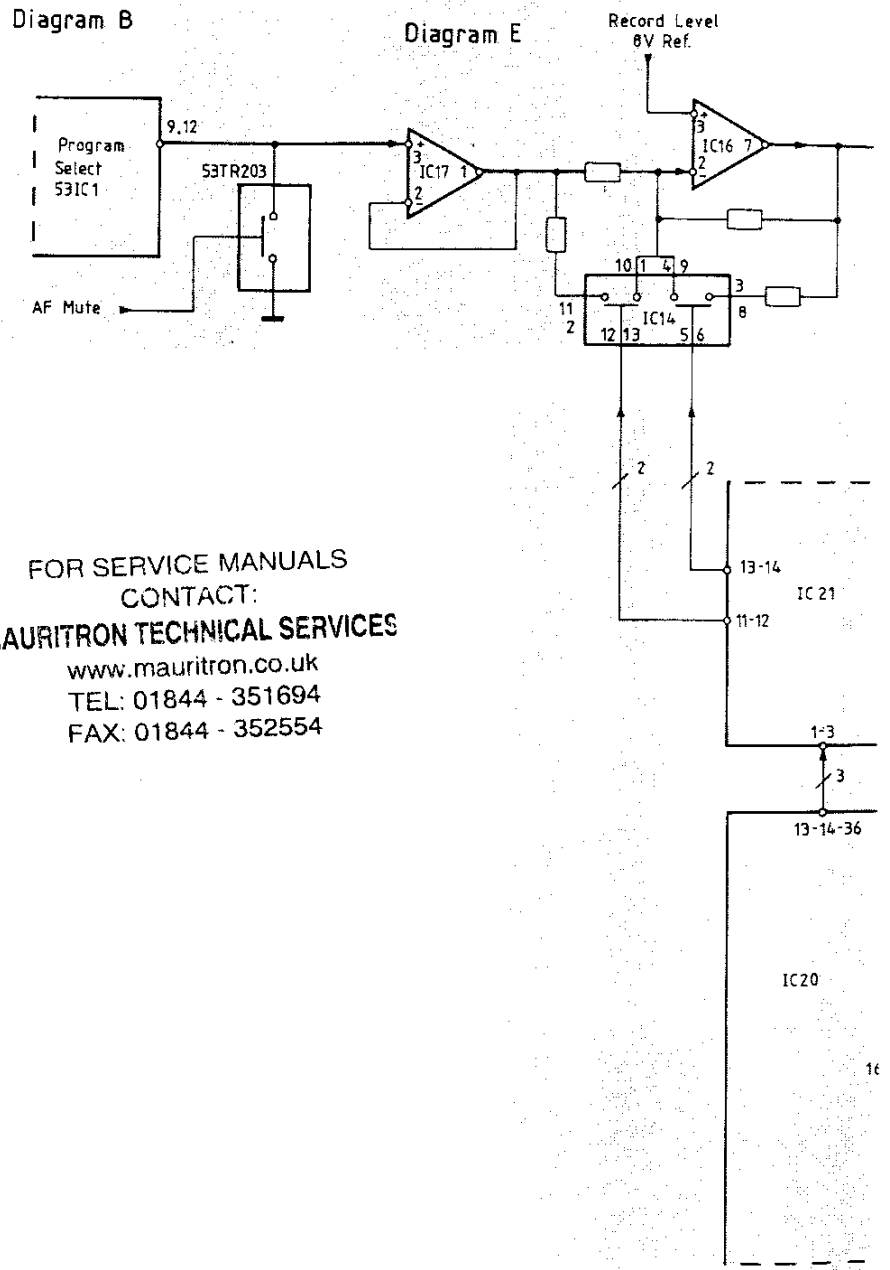 Diagram B
Diagram E
Record Level
6V Ref.
9,12
Program
Select
53IC1
53TR203
+
3
IC17
1
2
-
+
3
IC16
7
2
-
AF Mute
10
1
4
9
3
8
11
2
IC14
12
13
5
6
2
2
13-14
IC 21
11-12
FOR SERVICE MANUALS
CONTACT:
AURITRON TECHNICAL SERVICES
www.mauritron.co.uk
TEL: 01844 - 351694
FAX: 01844 - 352554
1-3
3
13-14-36
IC20